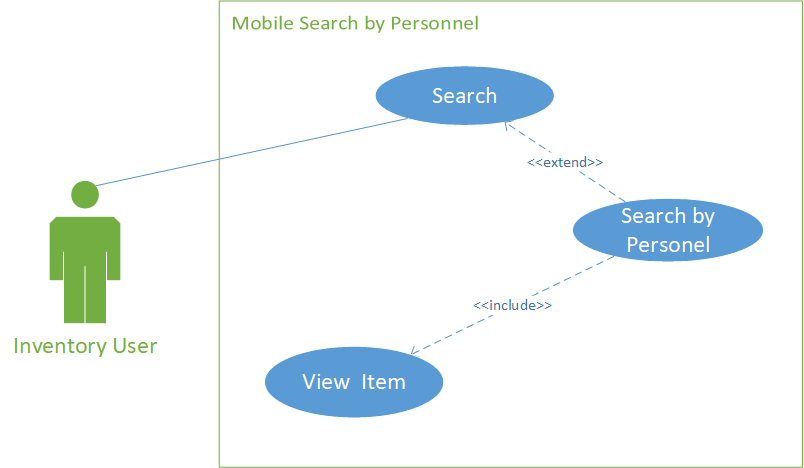 Mobile Search by Personnel
Search
<<extend>>
Search by
Personel
<<include>>
Inventory User
View Item